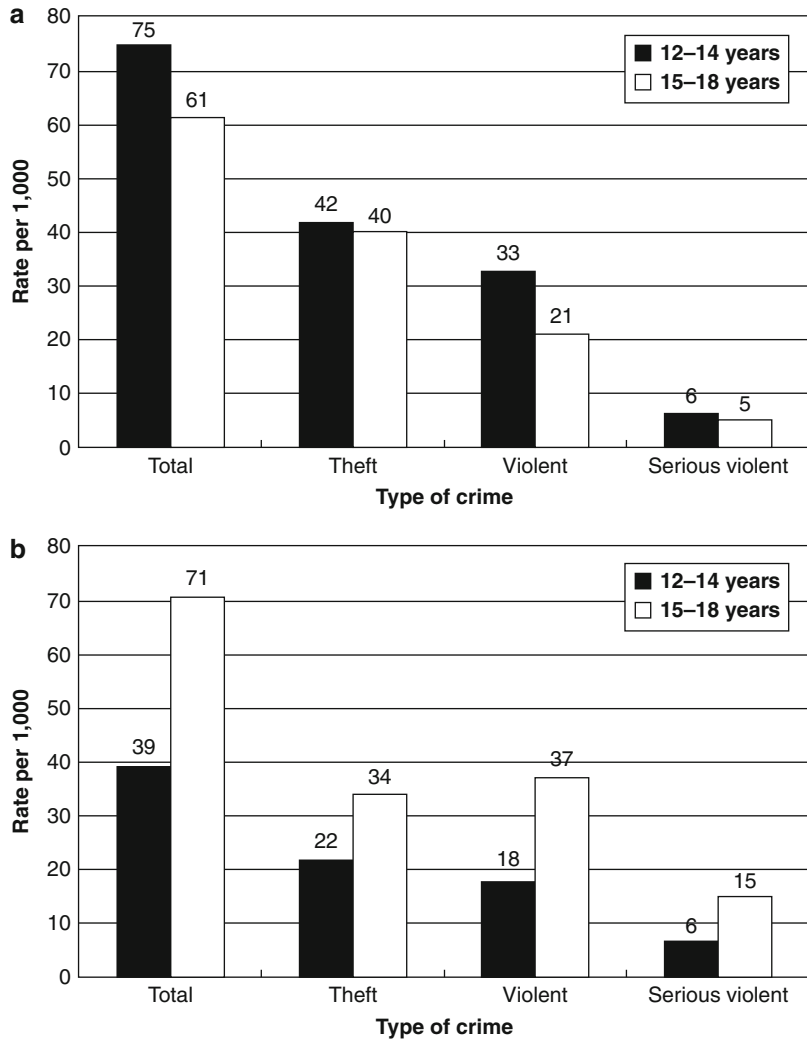 a
80
75
12–14 years
15–18 years
70
61
60
50
42
40
40
33
30
21
20
10
6
5
0
Total Theft Violent Serious violent
Type of crime
Rate per 1,000
b
80
71
12–14 years
15–18 years
70
60
50
39
40
37
34
30
22
20
18
15
10
6
0
Total Theft Violent Serious violent
Type of crime
Rate per 1,000